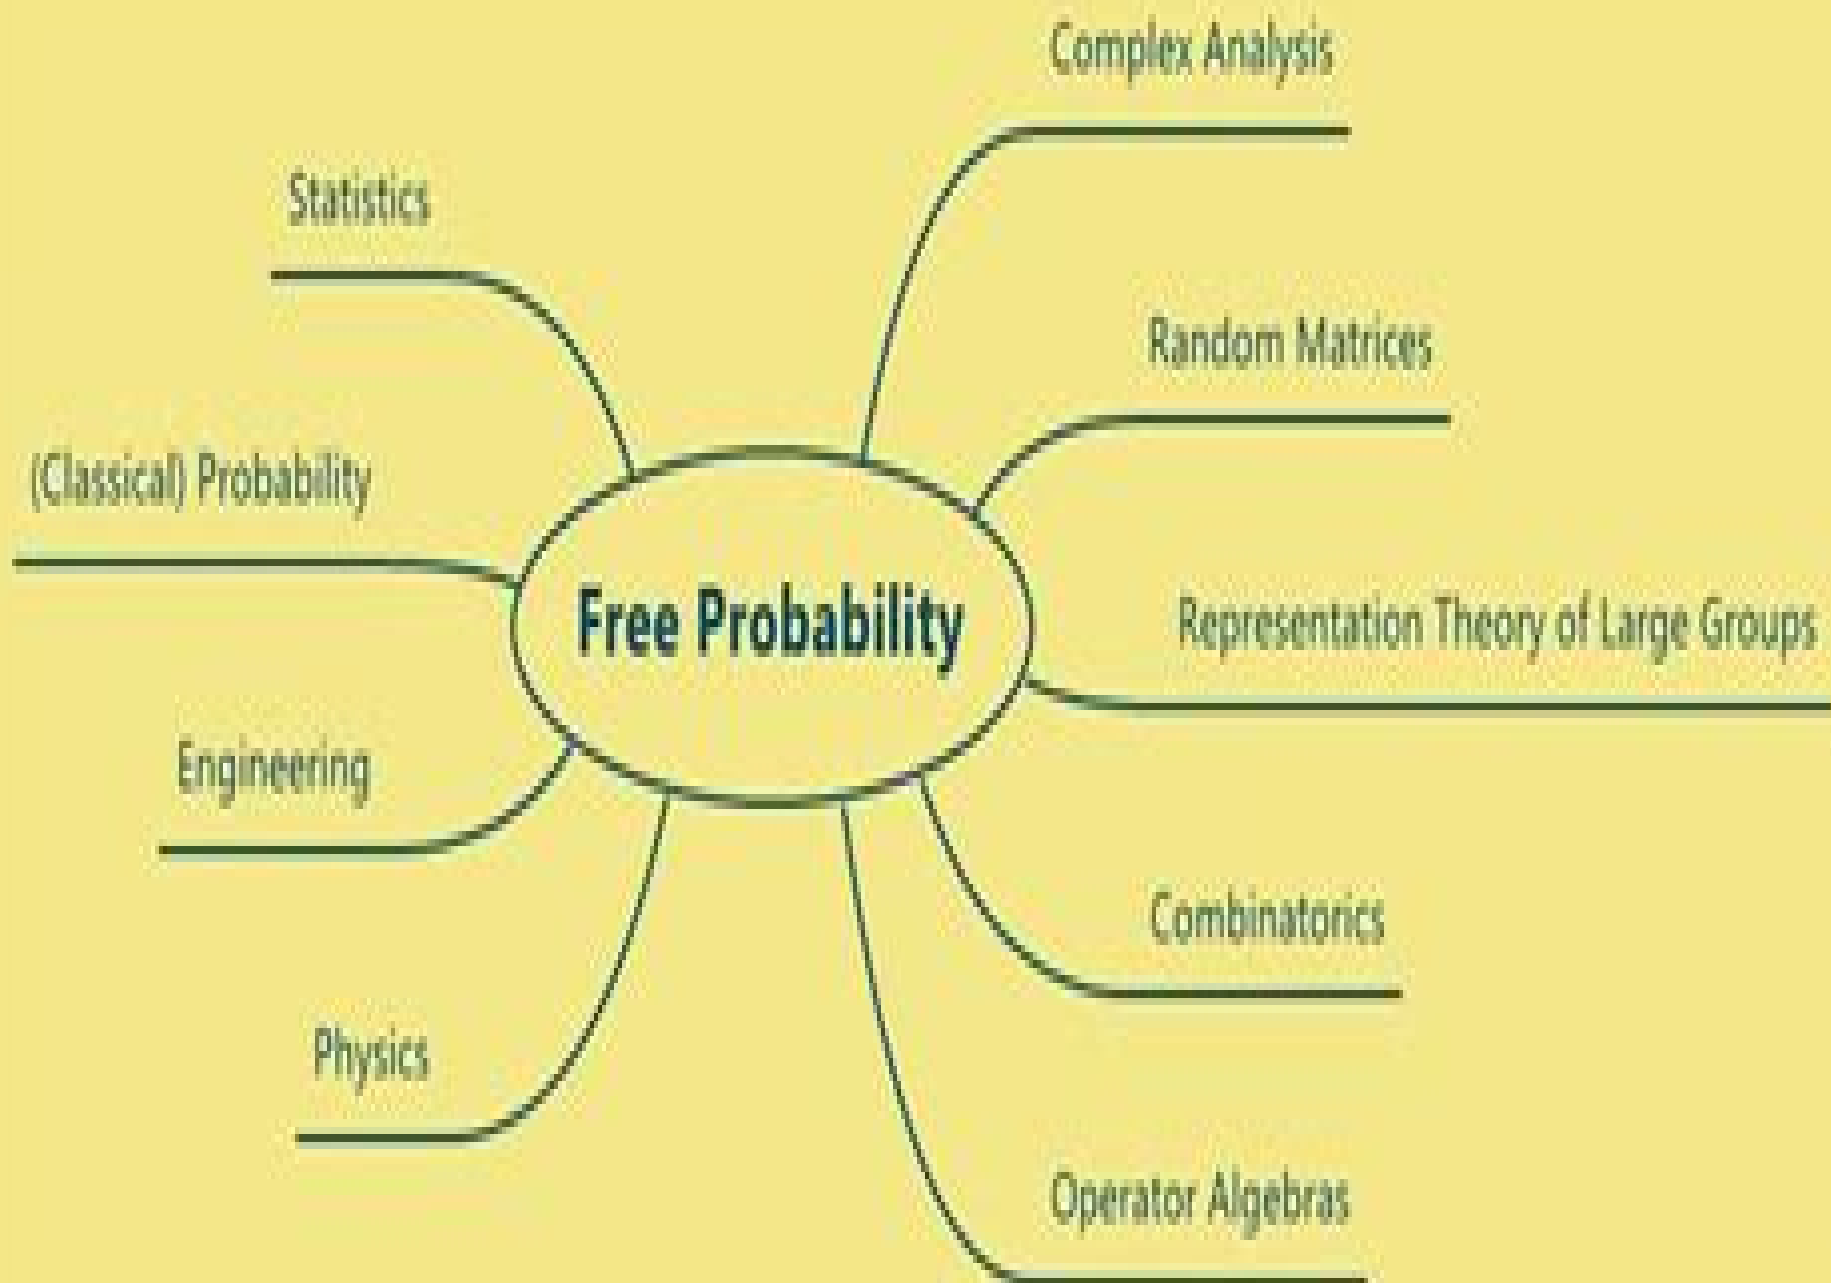 Complex Analysis
Statistics
Random Matrices
(Classical) Probability
Free Probability
Representation Theory of Large Groups
Engineering
Combinatorics
Physics
Operator Algebras